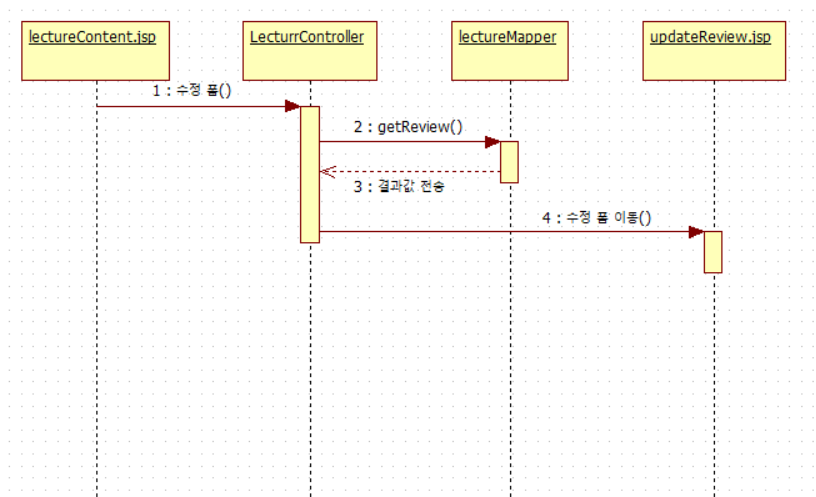 lectureContent.jsp
LecturrController
lectureMapper
updateReview.jsp
1 : 수정 폼()
2 : getReview()
3 : 결과값 전송
4 : 수정 폼 이동()